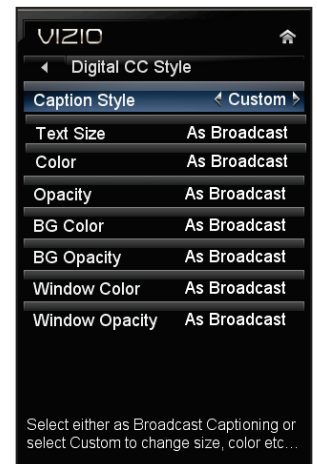 VIZIO
Digital CC Style
Caption Style Custom
Text Size As Broadcast
Color As Broadcast
Opacity As Broadcast
BG Color As Broadcast
BG Opacity As Broadcast
Window Color As Broadcast
Window Opacity As Broadcast
Select either as Broadcast Captioning or
select Custom to change size, color etc...